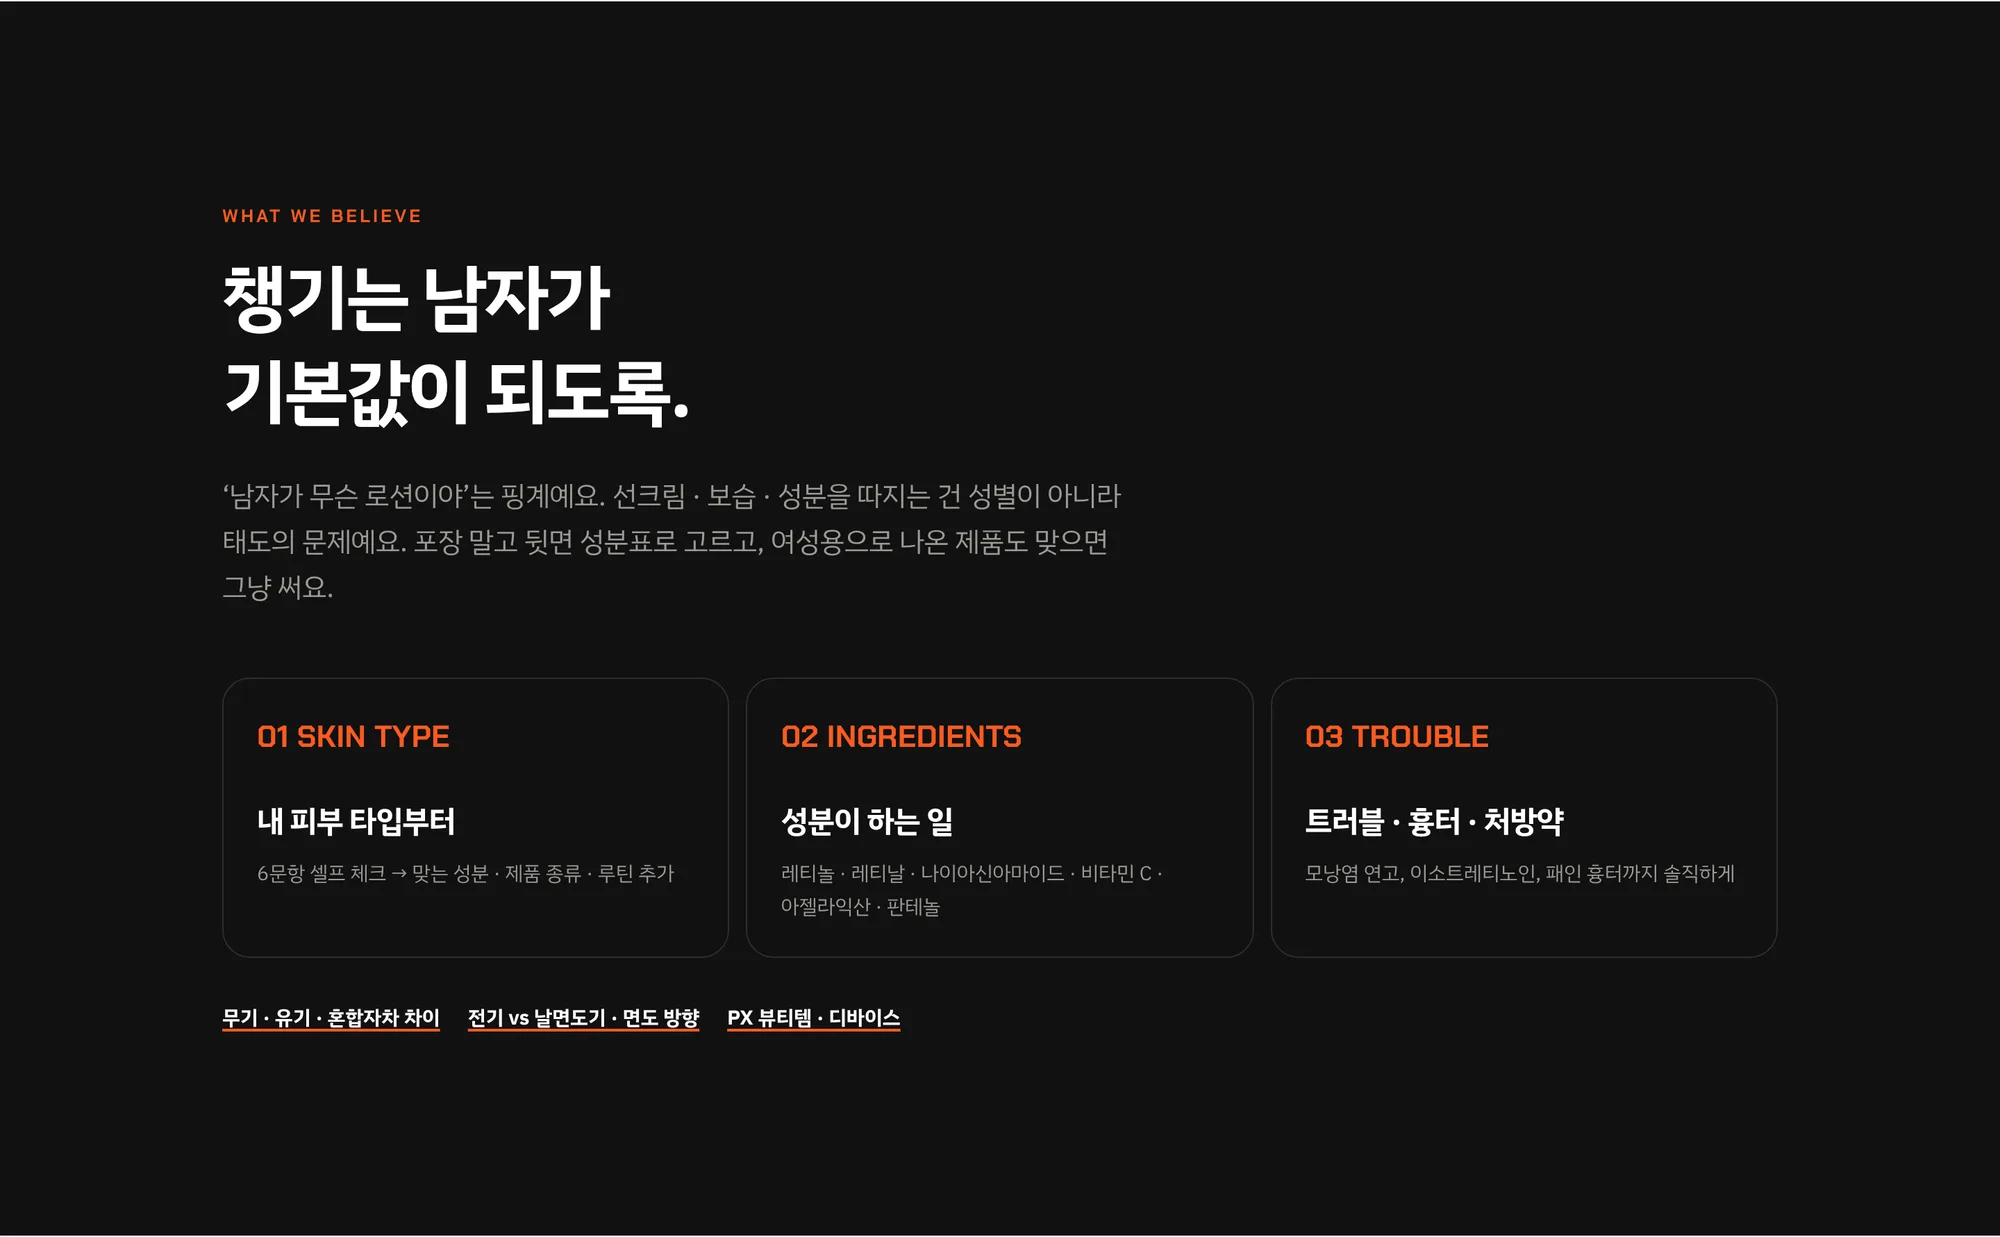 WHAT WE BELIEVE
챙기는 남자가
기본값이 되도록.
‘남자가 무슨 로션이야’는 핑계예요. 선크림 · 보습 · 성분을 따지는 건 성별이 아니라
태도의 문제예요. 포장 말고 뒷면 성분표로 고르고, 여성용으로 나온 제품도 맞으면
그냥 써요.
01 SKIN TYPE
내 피부 타입부터
6문항 셀프 체크 → 맞는 성분 · 제품 종류 · 루틴 추가
02 INGREDIENTS
성분이 하는 일
레티놀 · 레티날 · 나이아신아마이드 · 비타민 C ·
아젤라익산 · 판테놀
03 TROUBLE
트러블 · 흉터 · 처방약
모낭염 연고, 이소트레티노인, 패인 흉터까지 솔직하게
무기 · 유기 · 혼합자차 차이
전기 vs 날면도기 · 면도 방향
PX 뷰티템 · 디바이스